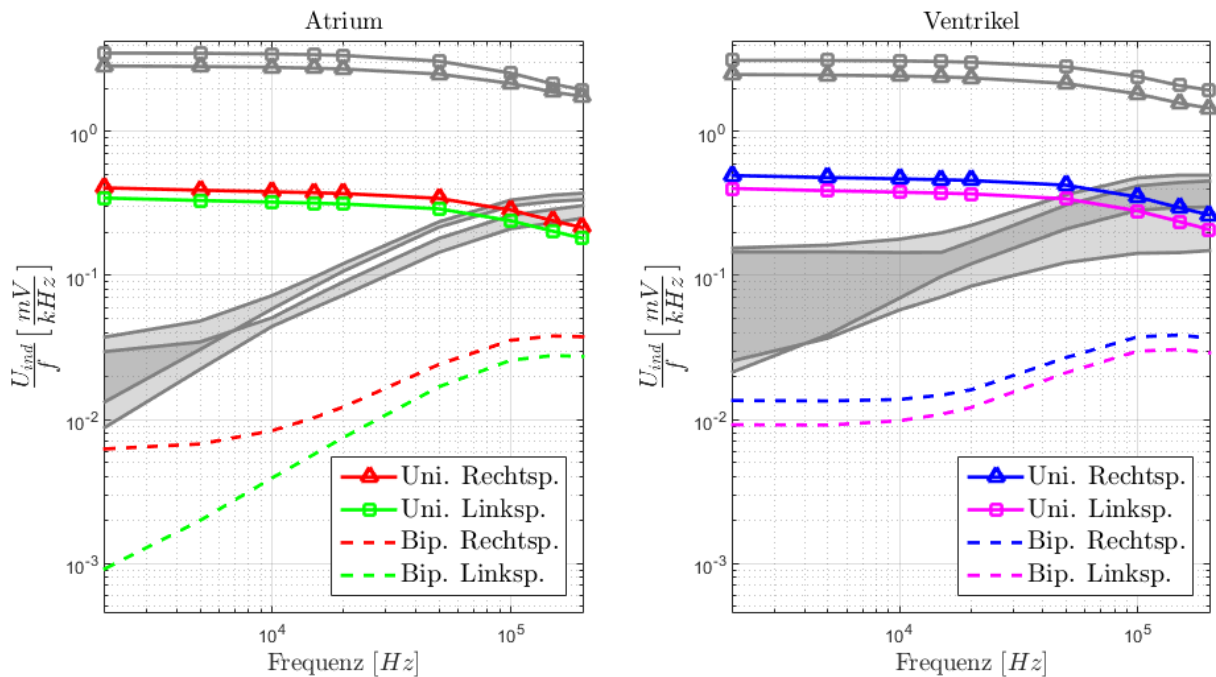 Atrium
10^0
10^-1
10^-2
10^-3
U_ind/f [mV/kHz]
10^4
10^5
Frequenz [Hz]
Uni. Rechtsp.
Uni. Linksp.
Bip. Rechtsp.
Bip. Linksp.
Ventrikel
10^0
10^-1
10^-2
10^-3
U_ind/f [mV/kHz]
10^4
10^5
Frequenz [Hz]
Uni. Rechtsp.
Uni. Linksp.
Bip. Rechtsp.
Bip. Linksp.